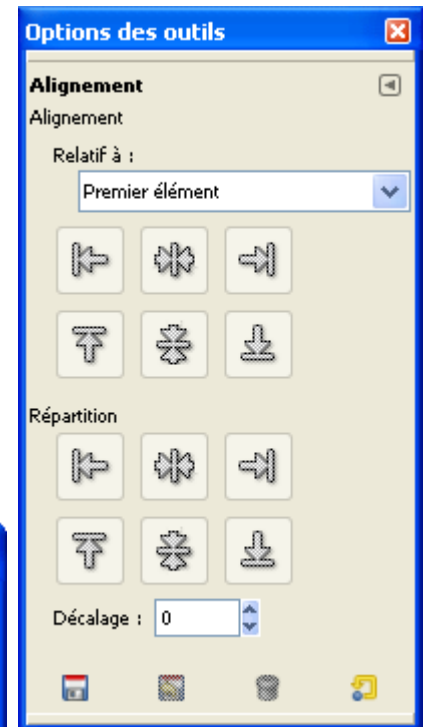 Options des outils
Alignement
Alignement
Relatif à :
Premier élément
Répartition
Décalage : 0